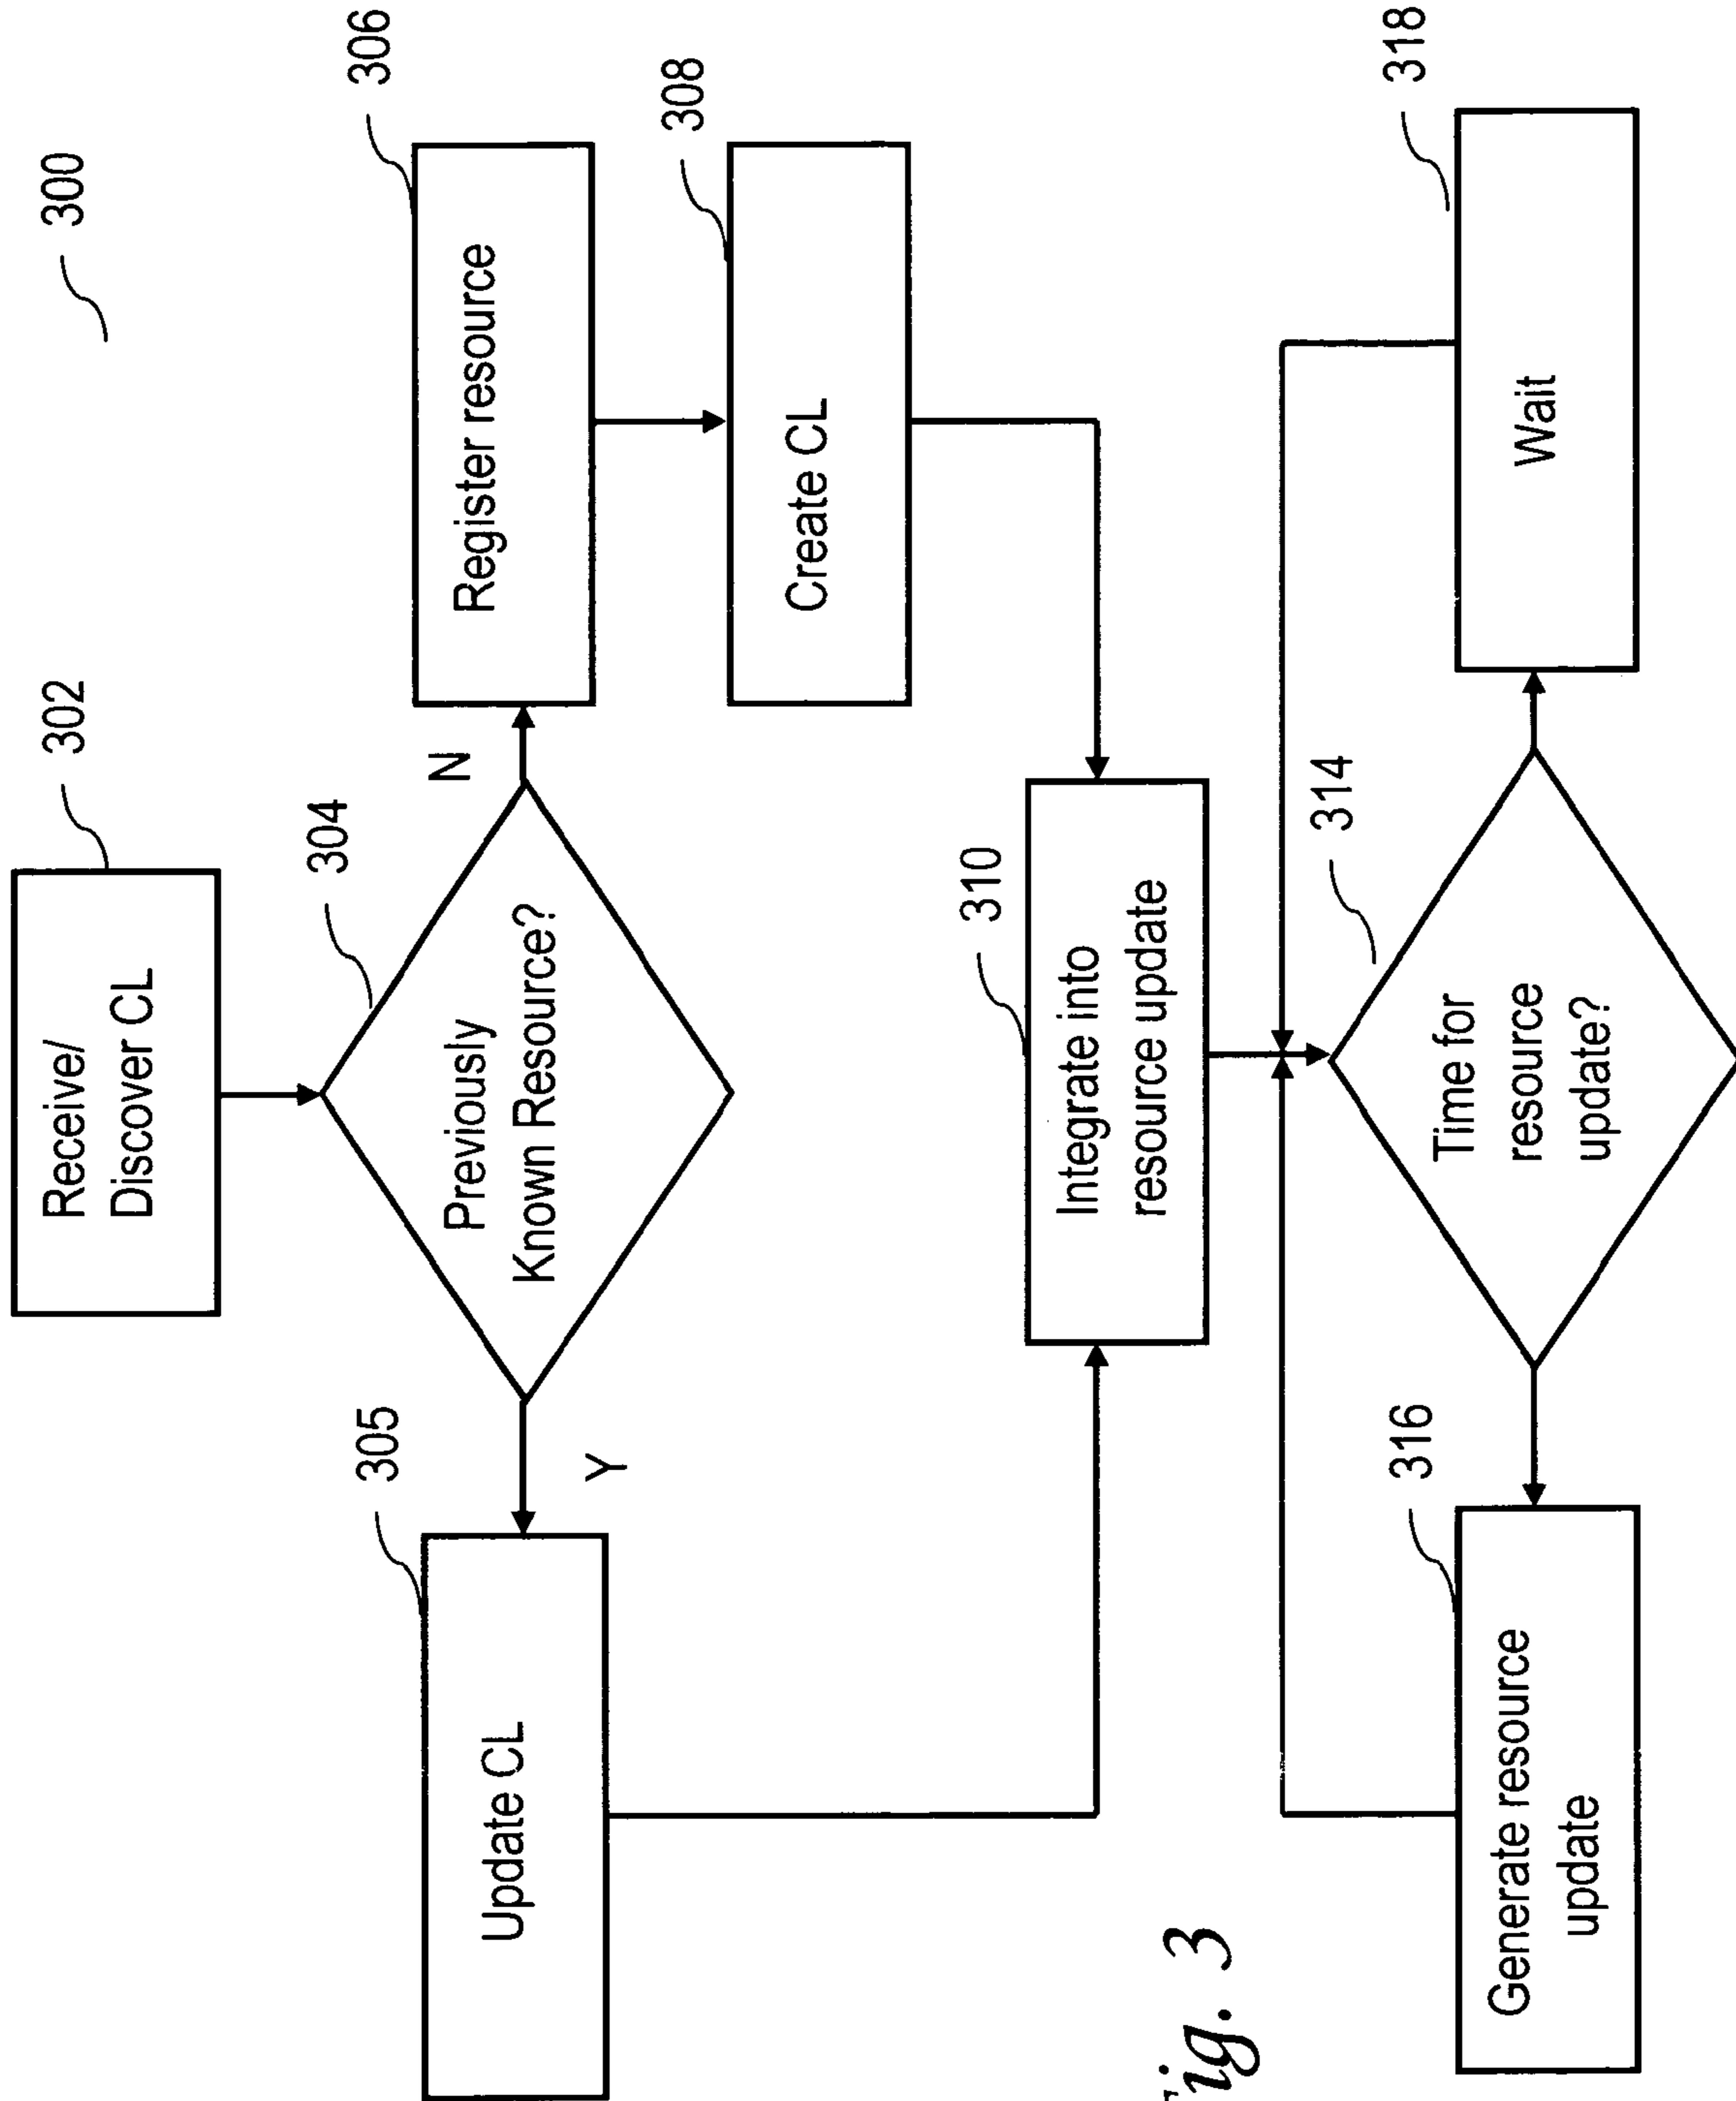 300
302
Receive/
Discover CL
304
Previously
Known Resource?
N
306
Register resource
308
Create CL
Y
305
Update CL
310
Integrate into
resource update
314
Time for
resource
update?
316
Generate resource
update
318
Wait
ig. 3